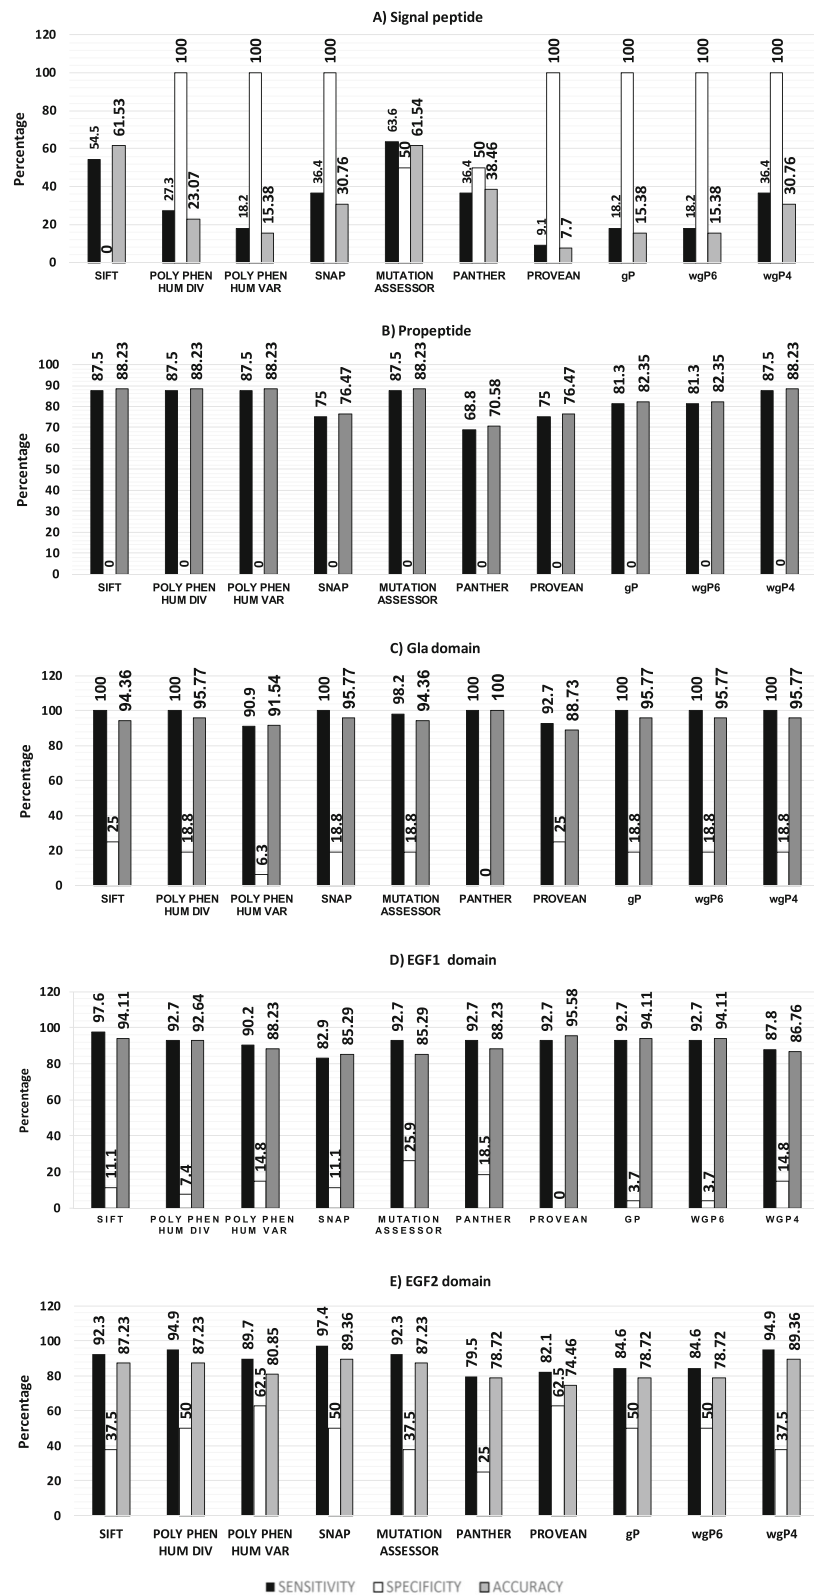 A) Signal peptide
Percentage
120
100
80
60
40
20
0
54.5 0 61.53
27.3 100 23.07
18.2 100 15.38
36.4 100 30.76
63.6 50 61.54
36.4 50 38.46
9.1 100 7.7
18.2 100 15.38
18.2 100 15.38
36.4 100 30.76
SIFT POLY PHEN POLY PHEN SNAP MUTATION PANTHER PROVEAN gP wgP6 wgP4
HUM DIV HUM VAR ASSESSOR
B) Propeptide
Percentage
100
90
80
70
60
50
40
30
20
10
0
87.5 0 88.23
87.5 0 88.23
87.5 0 88.23
75 0 76.47
87.5 0 88.23
68.8 0 70.58
75 0 76.47
81.3 0 82.35
81.3 0 82.35
87.5 0 88.23
SIFT POLY PHEN POLY PHEN SNAP MUTATION PANTHER PROVEAN gP wgP6 wgP4
HUM DIV HUM VAR ASSESSOR
C) Gla domain
Percentage
120
100
80
60
40
20
0
100 25 94.36
100 18.8 95.77
90.9 6.3 91.54
100 18.8 95.77
98.2 18.8 94.36
100 0 100
92.7 25 88.73
100 18.8 95.77
100 18.8 95.77
100 18.8 95.77
SIFT POLY PHEN POLY PHEN SNAP MUTATION PANTHER PROVEAN gP wgP6 wgP4
HUM DIV HUM VAR ASSESSOR
D) EGF1 domain
Percentage
120
100
80
60
40
20
0
97.6 11.1 94.11
92.7 7.4 92.64
90.2 14.8 88.23
82.9 11.1 85.29
92.7 25.9 85.29
92.7 18.5 88.23
92.7 0 95.58
92.7 3.7 94.11
92.7 3.7 94.11
87.8 14.8 86.76
SIFT POLY PHEN POLY PHEN SNAP MUTATION PANTHER PROVEAN GP WGP6 WGP4
HUM DIV HUM VAR ASSESSOR
E) EGF2 domain
Percentage
120
100
80
60
40
20
0
92.3 37.5 87.23
94.9 50 87.23
89.7 62.5 80.85
97.4 50 89.36
92.3 37.5 87.23
79.5 25 78.72
82.1 62.5 74.46
84.6 50 78.72
84.6 50 78.72
94.9 37.5 89.36
SIFT POLY PHEN POLY PHEN SNAP MUTATION PANTHER PROVEAN gP wgP6 wgP4
HUM DIV HUM VAR ASSESSOR
SENSITIVITY SPECIFICITY ACCURACY